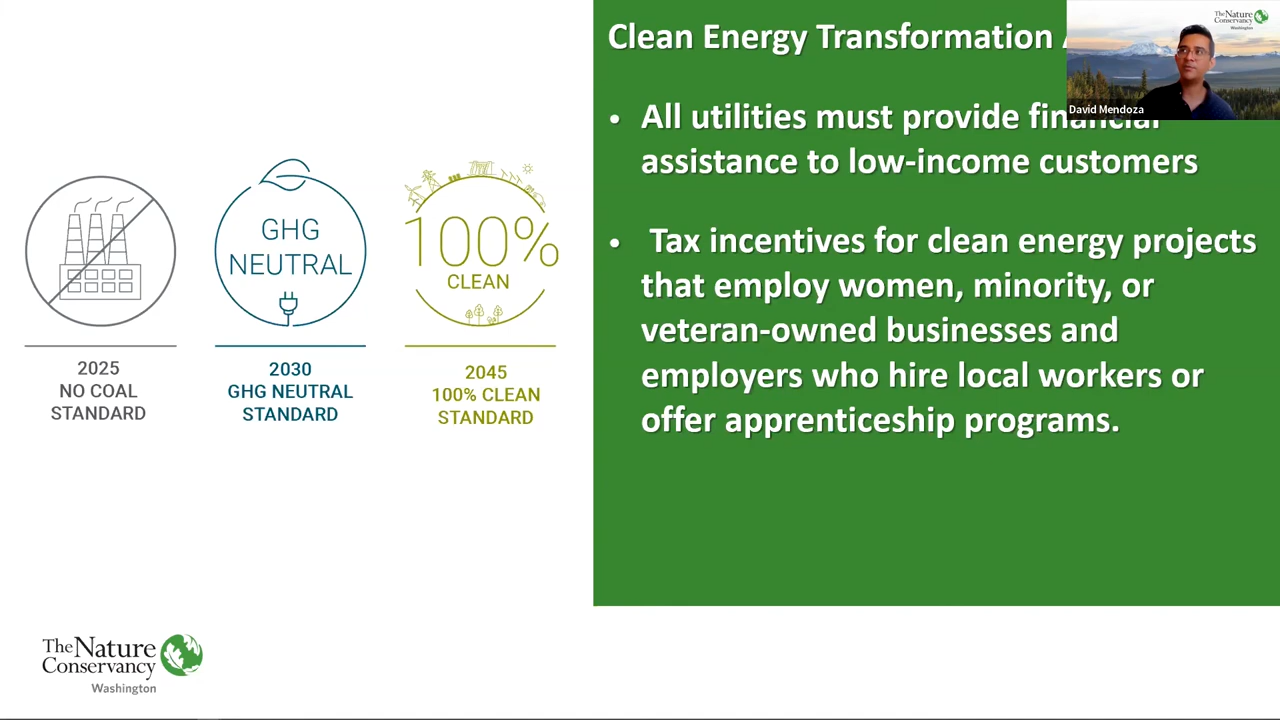 Clean Energy Transformation
All utilities must provide financial
assistance to low-income customers
Tax incentives for clean energy projects
that employ women, minority, or
veteran-owned businesses and
employers who hire local workers or
offer apprenticeship programs.
GHG
NEUTRAL
100%
CLEAN
2025
NO COAL
STANDARD
2030
GHG NEUTRAL
STANDARD
2045
100% CLEAN
STANDARD
The Nature
Conservancy
Washington
The Nature
Conservancy
Washington
David Mendoza